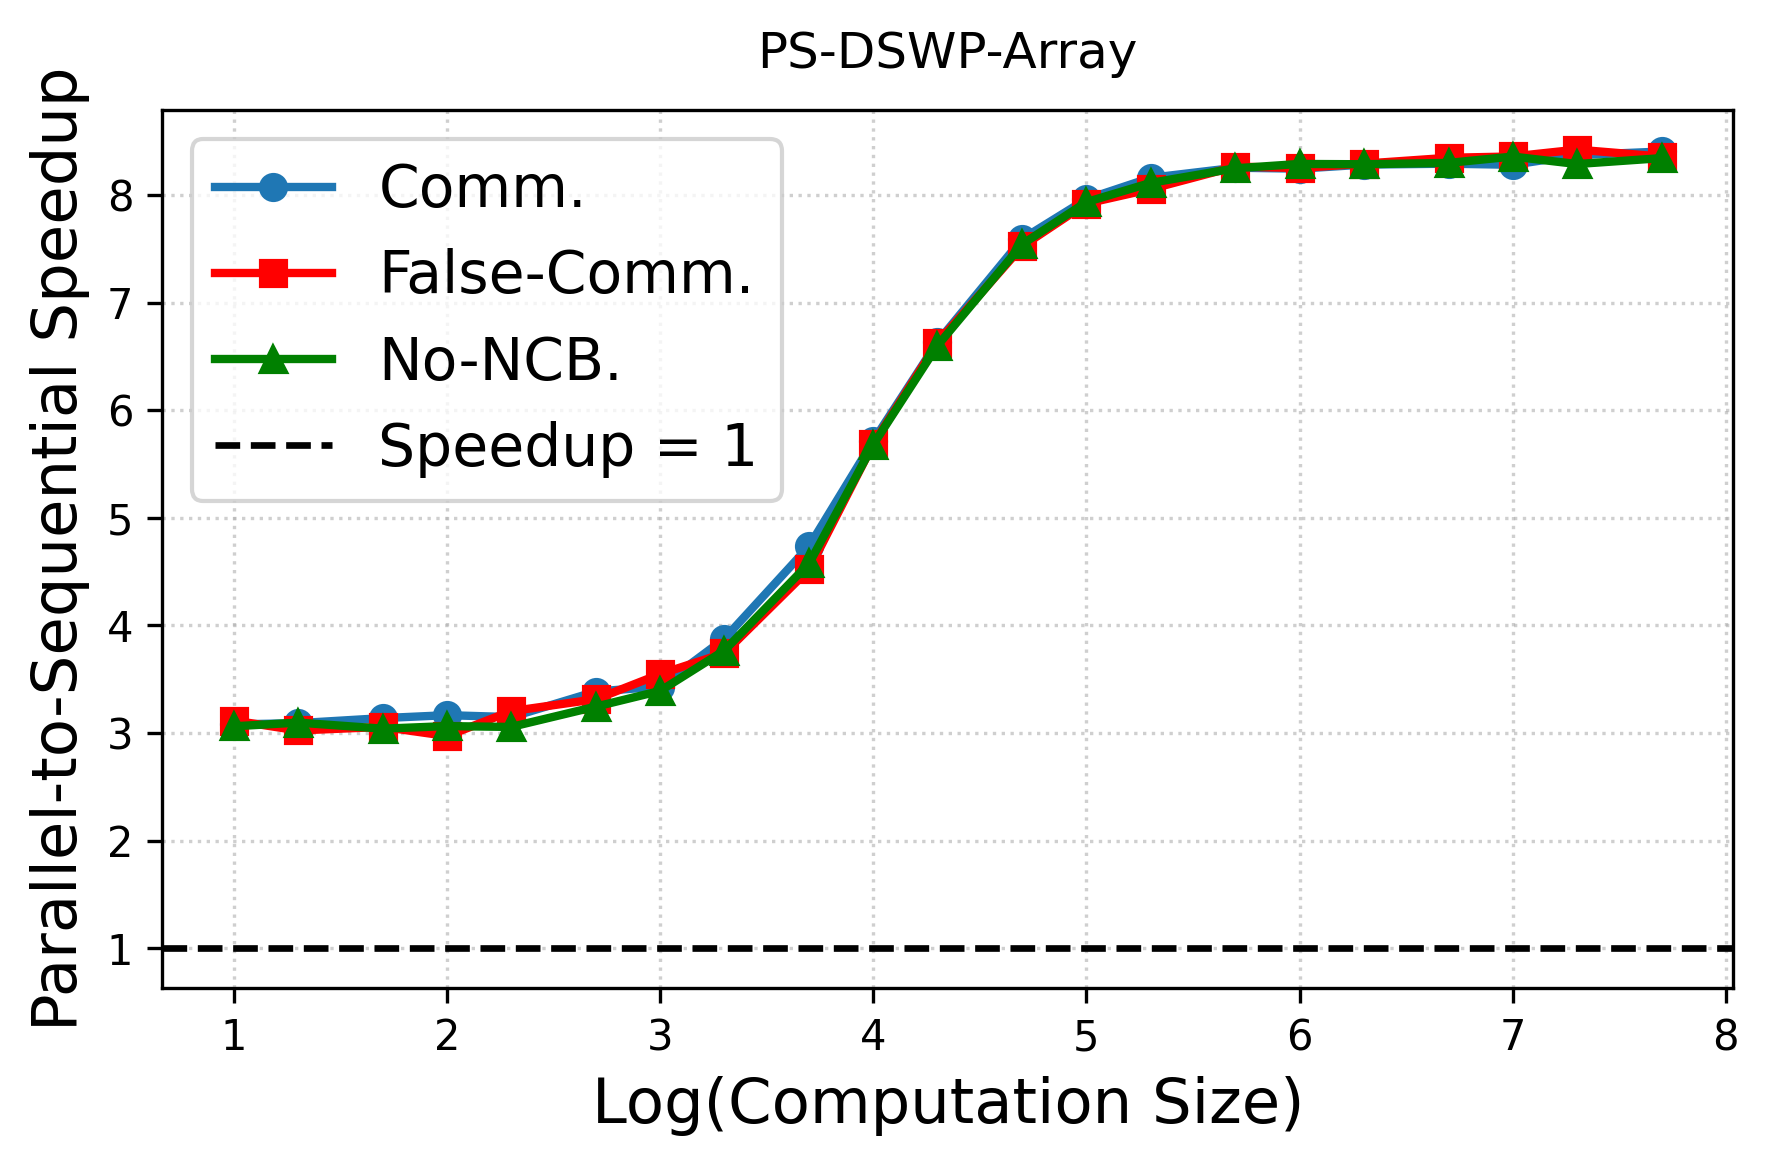 PS-DSWP-Array
Parallel-to-Sequential Speedup
Comm.
False-Comm.
No-NCB.
Speedup = 1
8
7
6
5
4
3
2
1
1 2 3 4 5 6 7 8
Log(Computation Size)